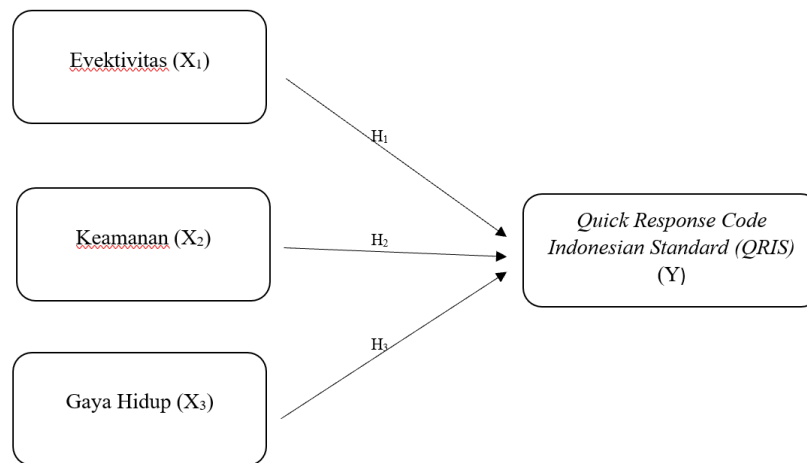 Evektivitas (X₁)
H₁
Keamanan (X₂)
H₂
Quick Response Code
Indonesian Standard (QRIS)
(Y)
H₃
Gaya Hidup (X₃)